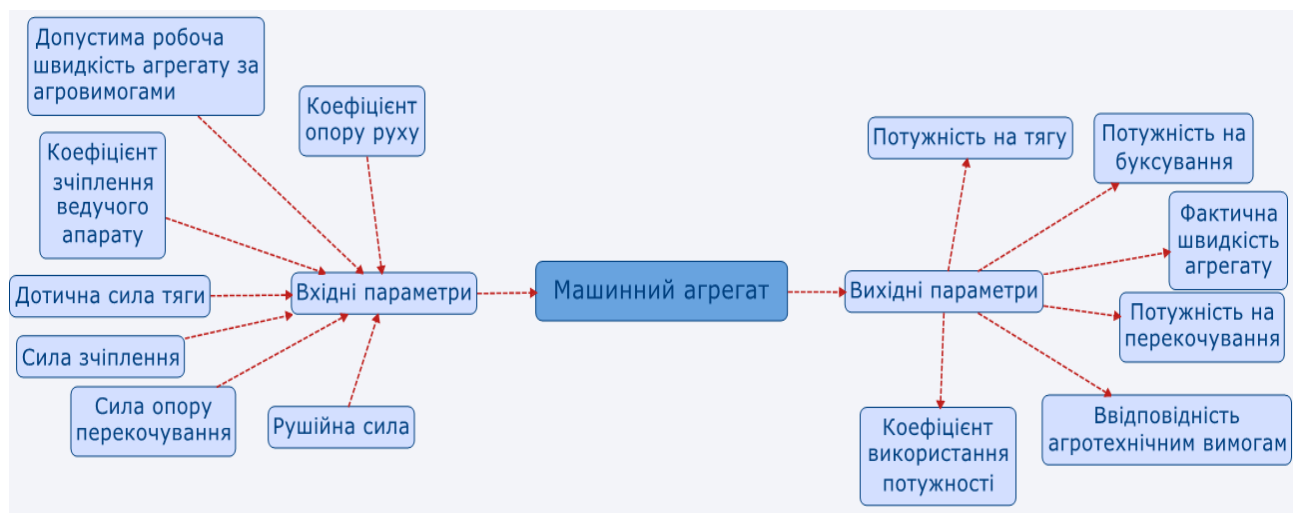 Допустима робоча
швидкість агрегату за
агровимогами
Коефіцієнт
опору руху
Коефіцієнт
зчіплення
ведучого
апарату
Дотична сила тяги
Сила зчіплення
Сила опору
перекочування
Рушійна сила
Вхідні параметри
Машинний агрегат
Вихідні параметри
Потужність на тягу
Потужність на
буксування
Фактична
швидкість
агрегату
Потужність на
перекочування
Ввідповідність
агротехнічним вимогам
Коефіцієнт
використання
потужності